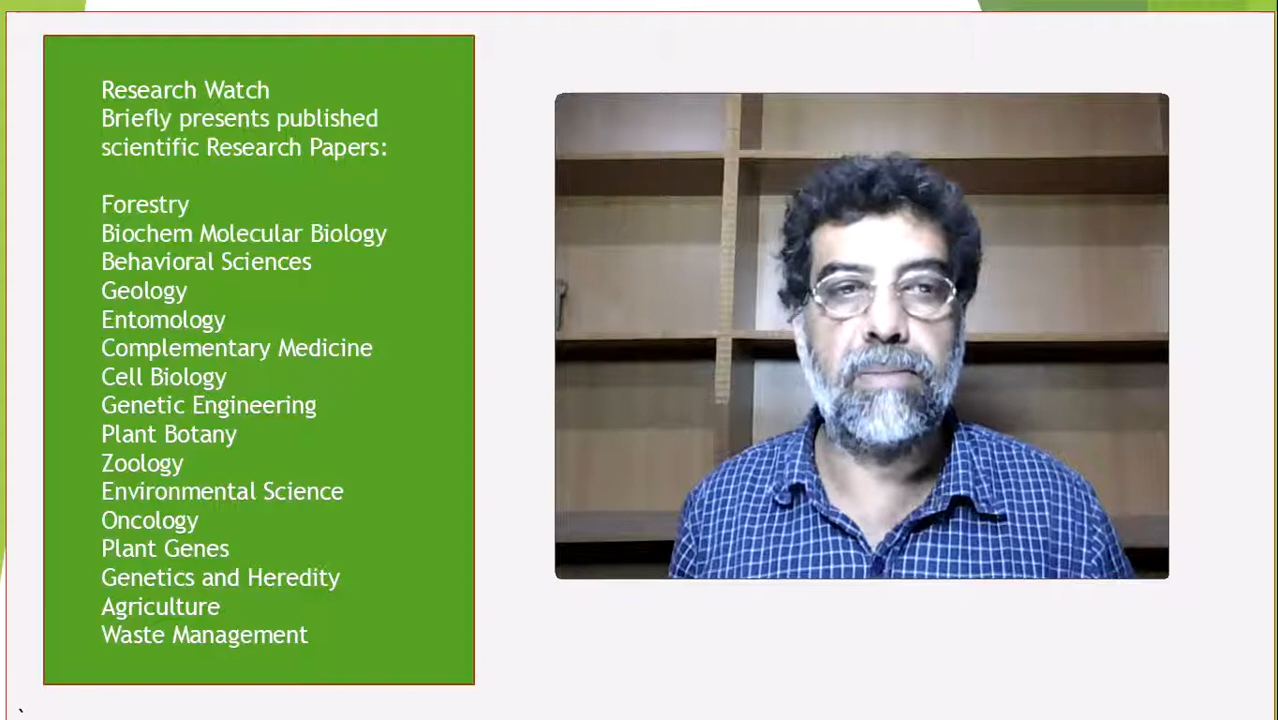 Research Watch
Briefly presents published
scientific Research Papers:
Forestry
Biochem Molecular Biology
Behavioral Sciences
Geology
Entomology
Complementary Medicine
Cell Biology
Genetic Engineering
Plant Botany
Zoology
Environmental Science
Oncology
Plant Genes
Genetics and Heredity
Agriculture
Waste Management
`